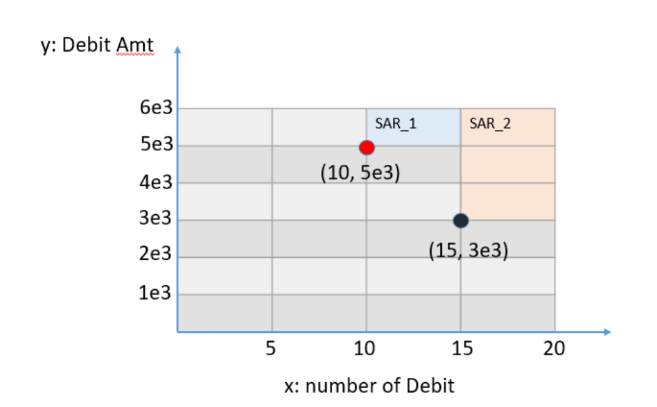 y: Debit Amt
6e3
SAR_1
SAR_2
5e3
(10, 5e3)
4e3
3e3
(15, 3e3)
2e3
1e3
5
10
15
20
x: number of Debit